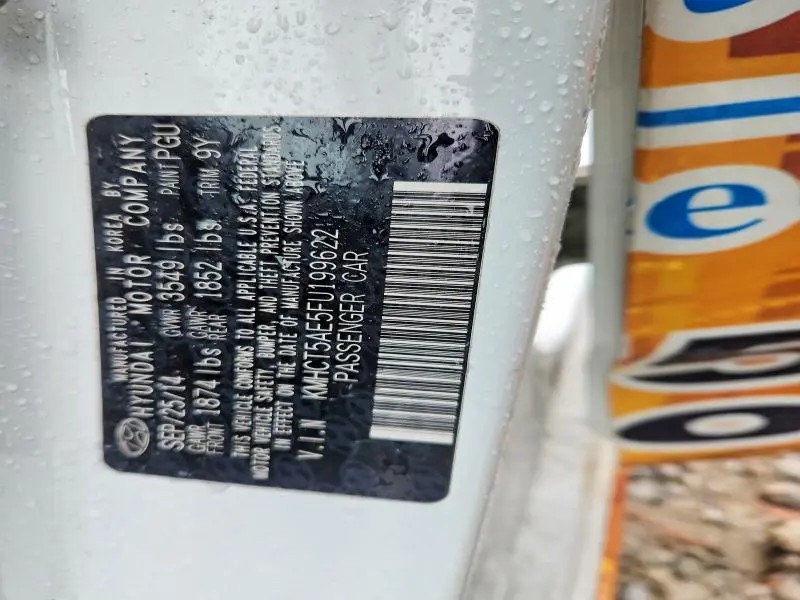 MANUFACTURED IN KOREA BY
HYUNDAI MOTOR COMPANY
SEP/25/14 GVWR 3549 lbs PAINT PGU
GAWR FRONT 1874 lbs GAWR REAR 1852 lbs. TRIM 9Y
THIS VEHICLE CONFORMS TO ALL APPLICABLE U.S.A. FEDERAL
MOTOR VEHICLE SAFETY, BUMPER, AND THEFT PREVENTION STANDARDS
IN EFFECT ON THE DATE OF MANUFACTURE SHOWN ABOVE
V.I.N KMHCT5AE5FU199622
PASSENGER CAR